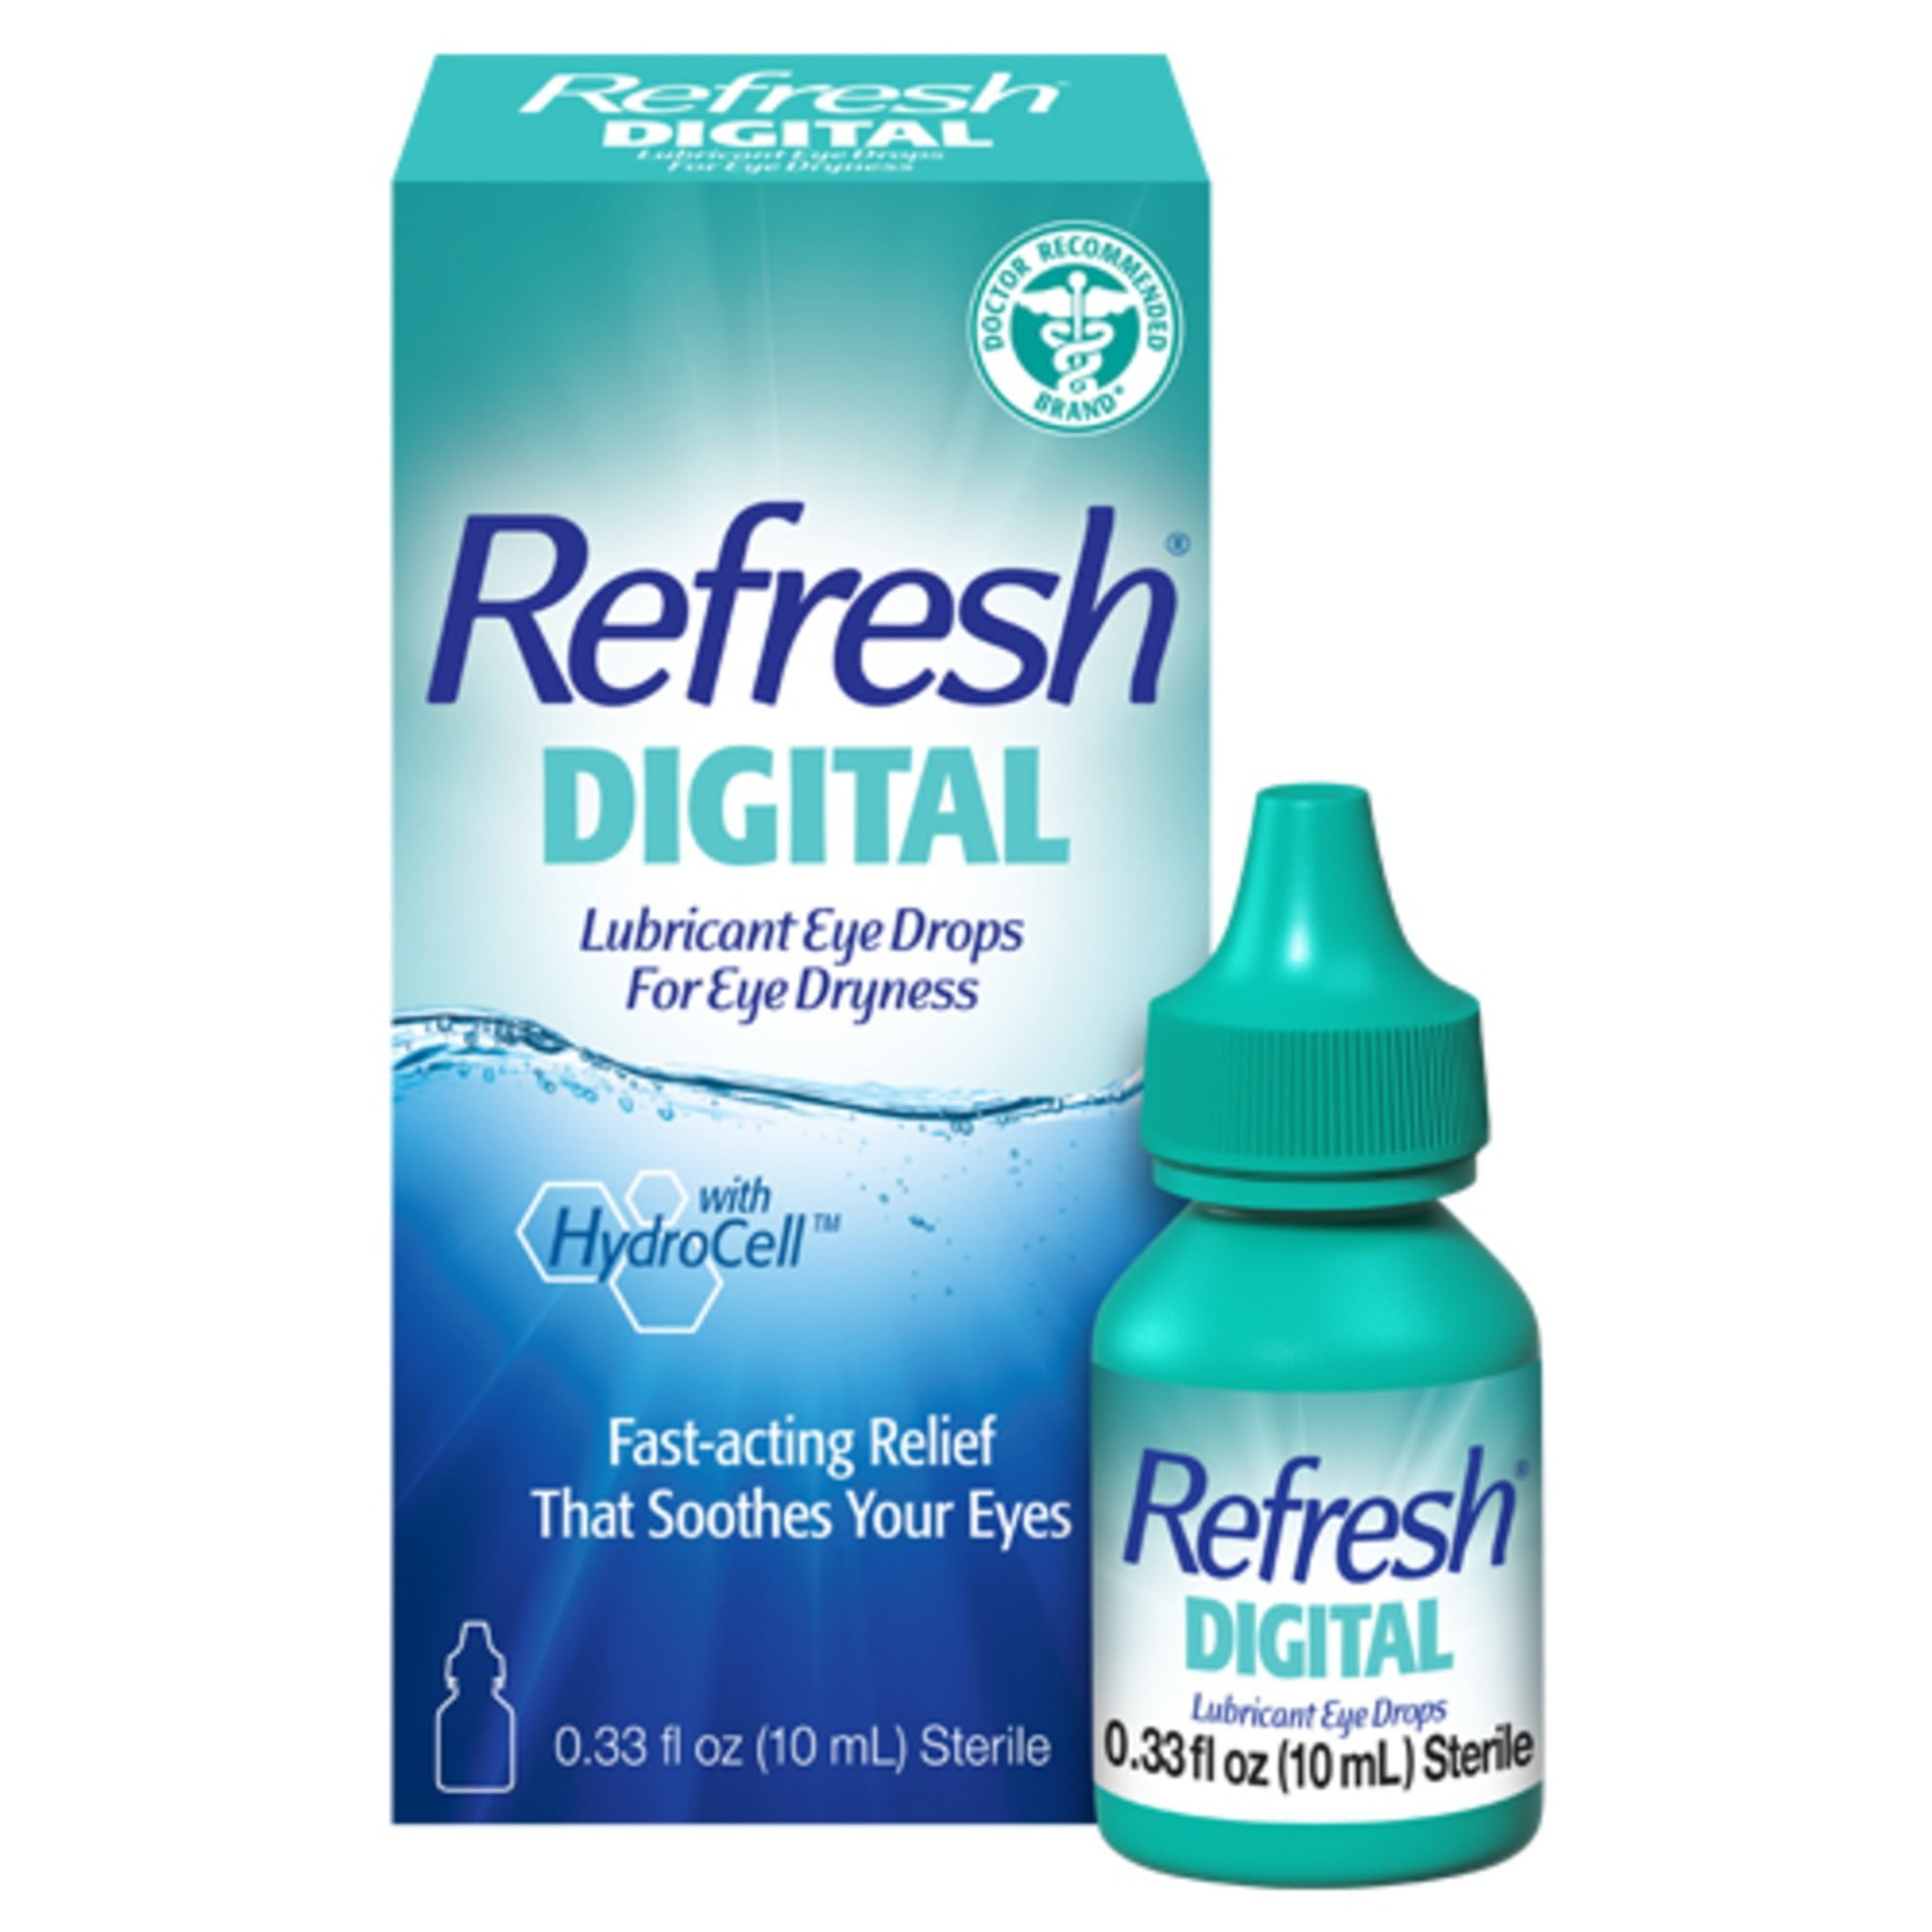 Refresh™
DIGITAL
Lubricant Eye Drops
For Eye Dryness
DOCTOR RECOMMENDED
BRAND*
Refresh®
DIGITAL
Lubricant Eye Drops
For Eye Dryness
with
HydroCell™
Fast-acting Relief
That Soothes Your Eyes
0.33 fl oz (10 mL) Sterile
Refresh®
DIGITAL
Lubricant Eye Drops
0.33 fl oz (10 mL) Sterile